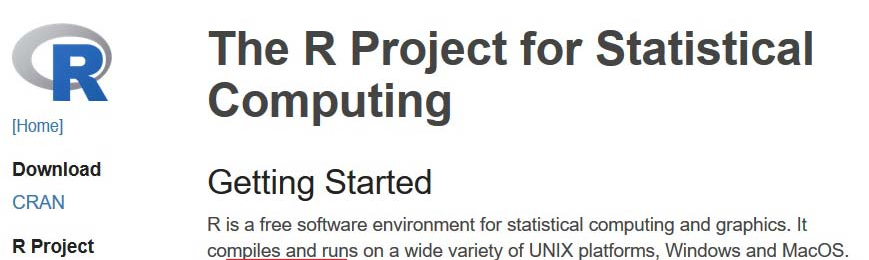 R
[Home]
Download
CRAN
R Project
The R Project for Statistical
Computing
Getting Started
R is a free software environment for statistical computing and graphics. It
compiles and runs on a wide variety of UNIX platforms, Windows and MacOS.